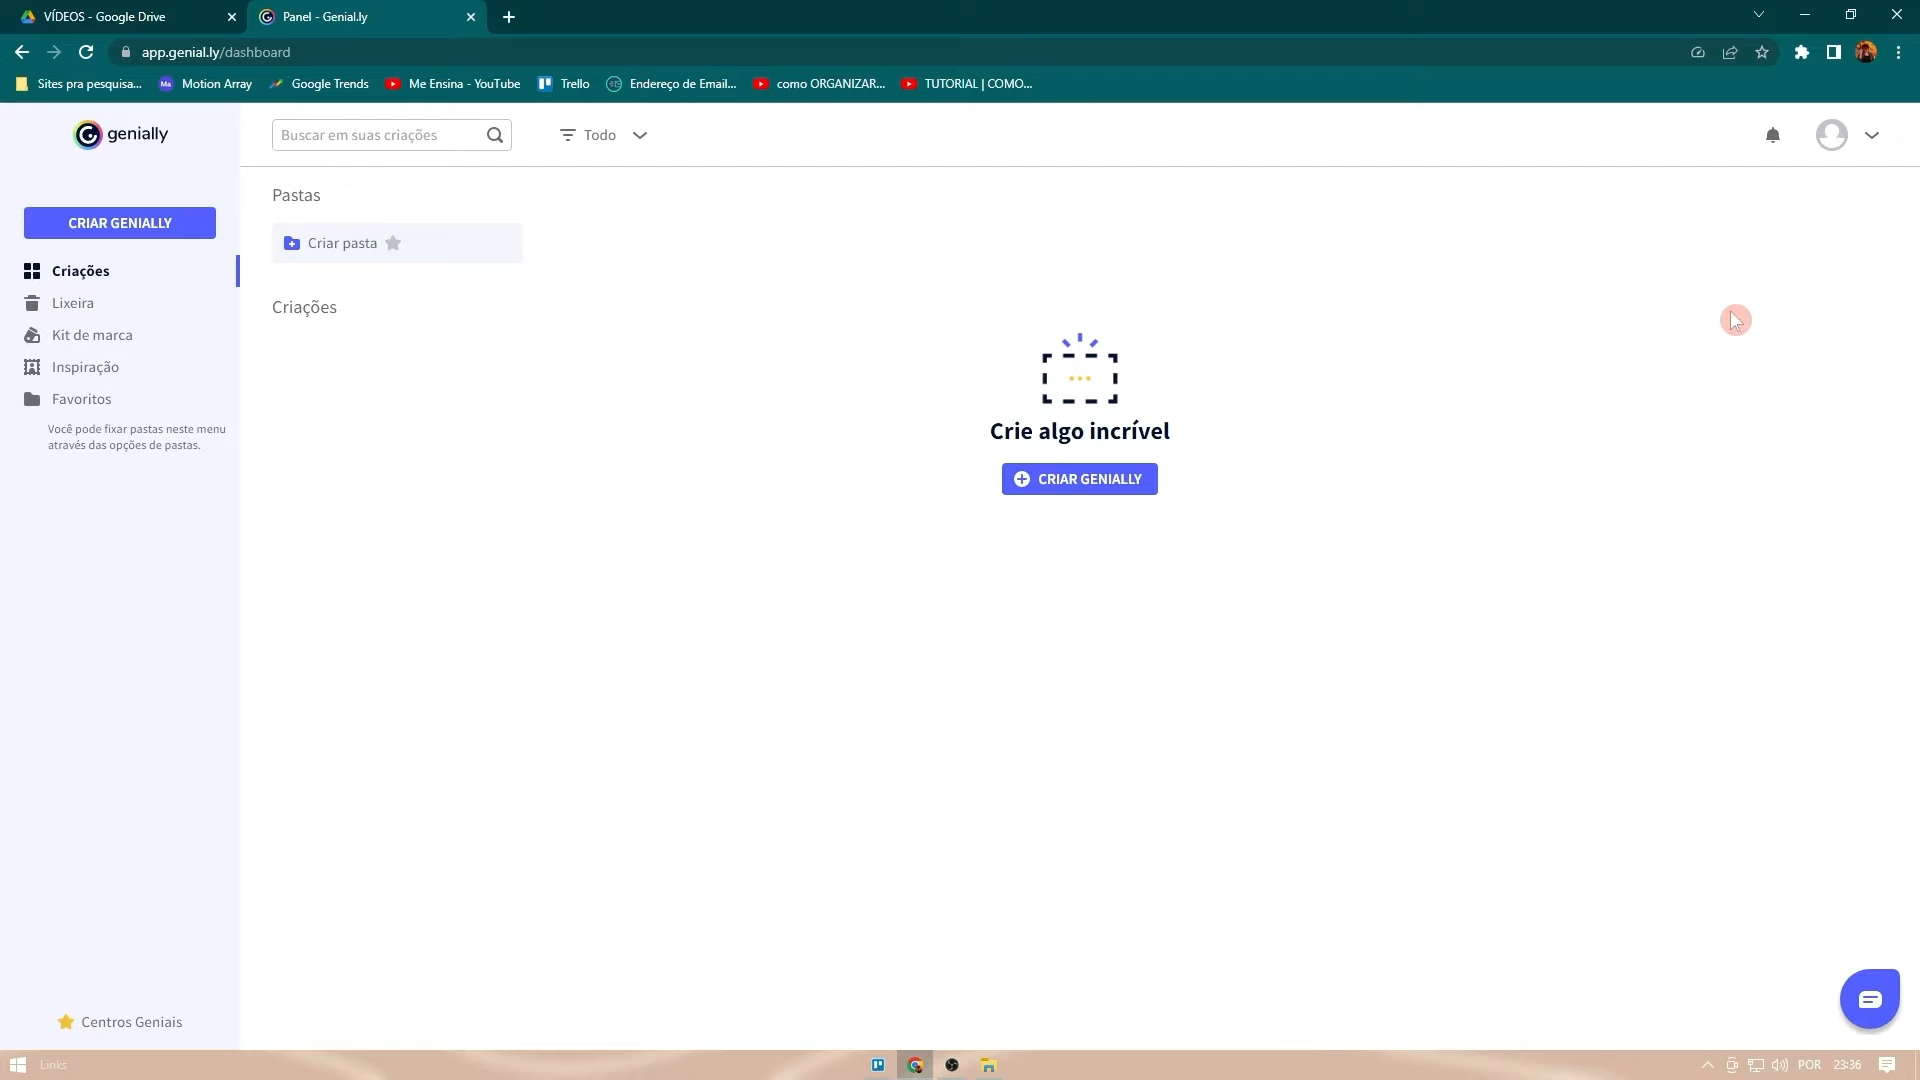 VÍDEOS - Google Drive
Panel - Genial.ly
app.genial.ly/dashboard
Sites pra pesquisa...
Motion Array
Google Trends
Me Ensina - YouTube
Trello
Endereço de Email...
como ORGANIZAR...
TUTORIAL | COMO...
genially
Buscar em suas criações
Todo
CRIAR GENIALLY
Criações
Lixeira
Kit de marca
Inspiração
Favoritos
Você pode fixar pastas neste menu
através das opções de pastas.
Centros Geniais
Pastas
Criar pasta
Criações
Crie algo incrível
CRIAR GENIALLY
Links
POR
23:36